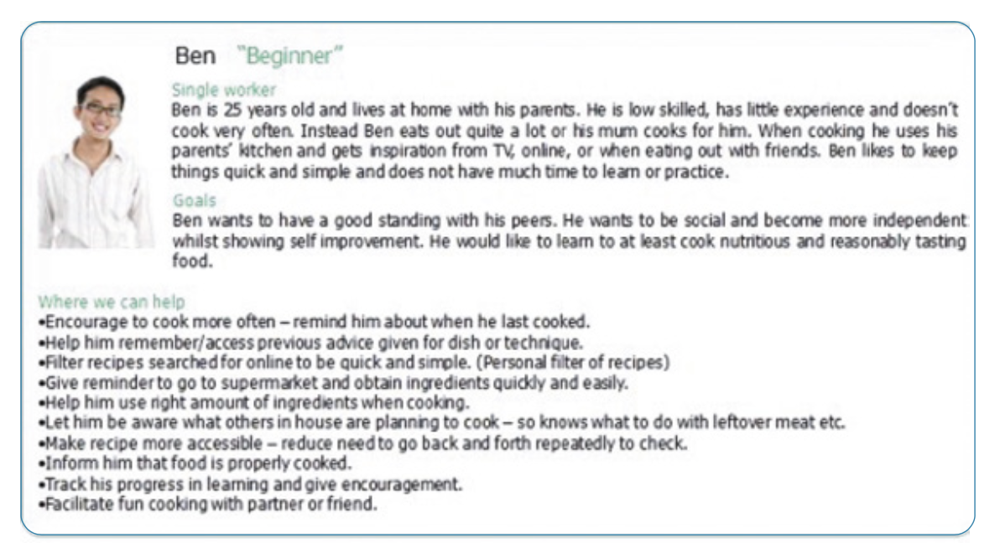 Ben “Beginner”
Single worker
Ben is 25 years old and lives at home with his parents. He is low skilled, has little experience and doesn’t
cook very often. Instead Ben eats out quite a lot or his mum cooks for him. When cooking he uses his
parents’ kitchen and gets inspiration from TV, online, or when eating out with friends. Ben likes to keep
things quick and simple and does not have much time to learn or practice.
Goals
Ben wants to have a good standing with his peers. He wants to be social and become more independent
whilst showing self improvement. He would like to learn to at least cook nutritious and reasonably tasting
food.
Where we can help
•Encourage to cook more often – remind him about when he last cooked.
•Help him remember/access previous advice given for dish or technique.
•Filter recipes searched for online to be quick and simple. (Personal filter of recipes)
•Give reminder to go to supermarket and obtain ingredients quickly and easily.
•Help him use right amount of ingredients when cooking.
•Let him be aware what others in house are planning to cook – so knows what to do with leftover meat etc.
•Make recipe more accessible – reduce need to go back and forth repeatedly to check.
•Inform him that food is properly cooked.
•Track his progress in learning and give encouragement.
•Facilitate fun cooking with partner or friend.